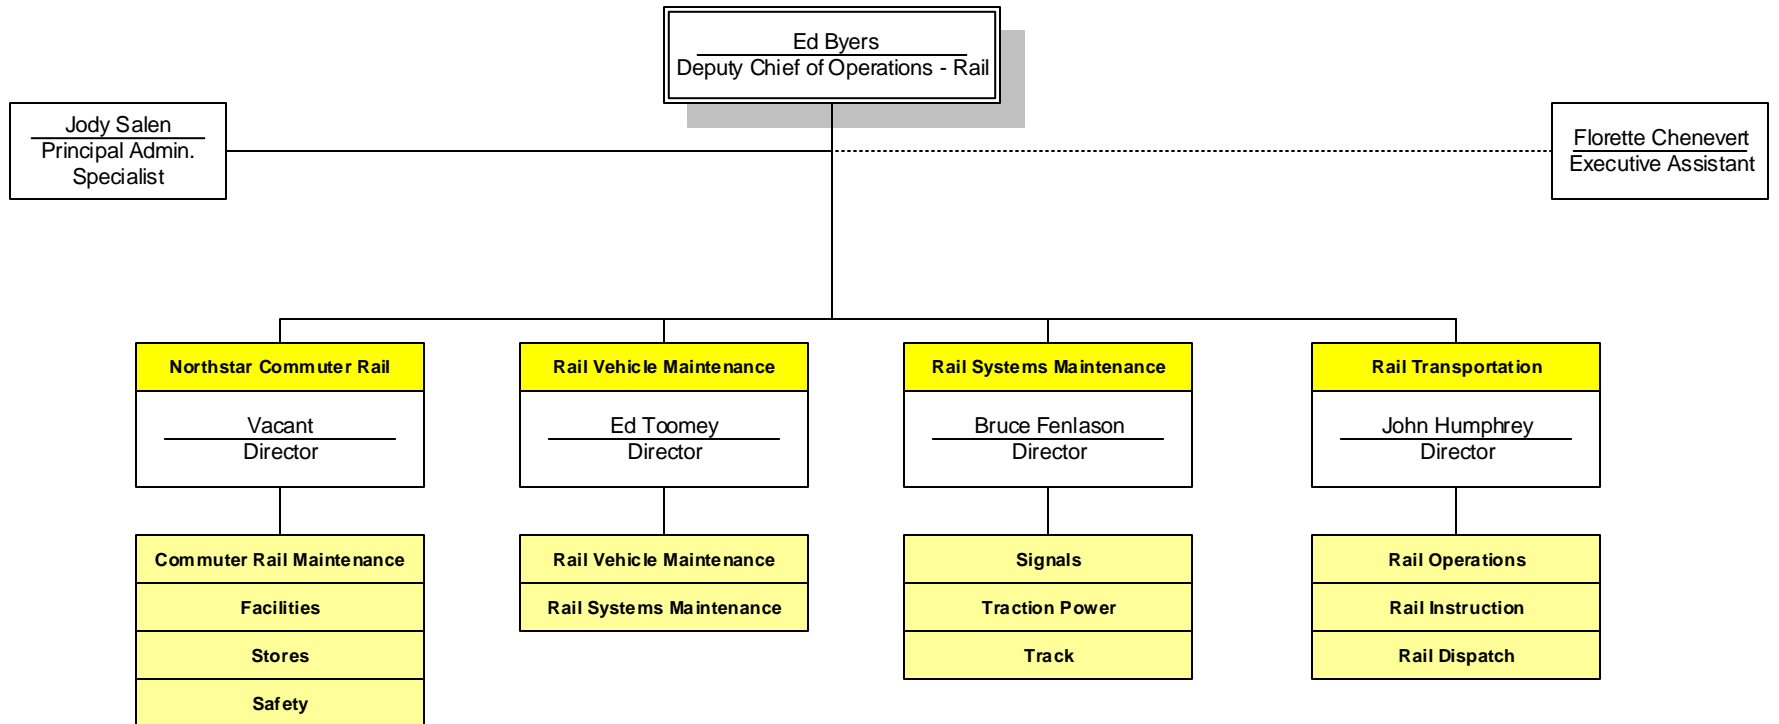 Ed Byers
Deputy Chief of Operations - Rail
Jody Salen
Principal Admin.
Specialist
Florette Chenevert
Executive Assistant
Northstar Commuter Rail
Vacant
Director
Commuter Rail Maintenance
Facilities
Stores
Safety
Rail Vehicle Maintenance
Ed Toomey
Director
Rail Vehicle Maintenance
Rail Systems Maintenance
Rail Systems Maintenance
Bruce Fenlason
Director
Signals
Traction Power
Track
Rail Transportation
John Humphrey
Director
Rail Operations
Rail Instruction
Rail Dispatch